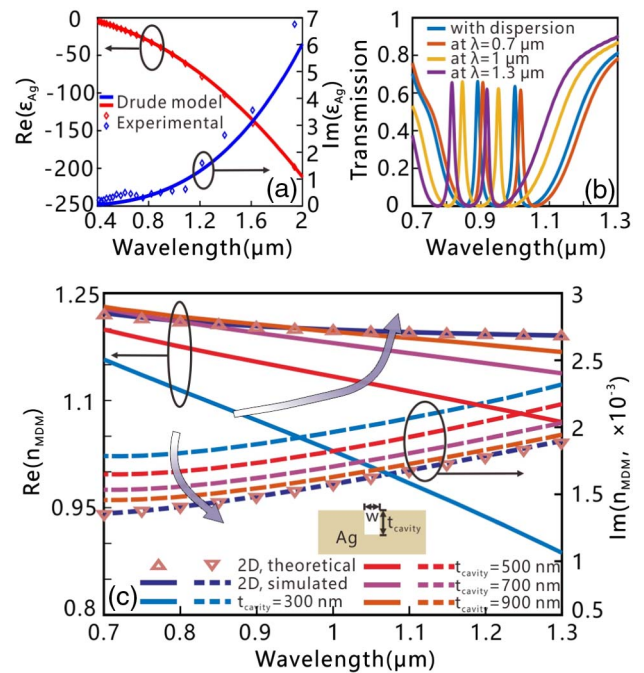 0
-50
-100
-150
-200
-250
Re(εAg)
7
6
5
4
3
2
1
0
Im(εAg)
Drude model
Experimental
(a)
0.4 0.8 1.2 1.6 2
Wavelength(μm)
1
0.8
0.6
0.4
0.2
0
Transmission
with dispersion
at λ=0.7 μm
at λ=1 μm
at λ=1.3 μm
(b)
0.7 0.9 1.1 1.3
Wavelength(μm)
1.25
1.1
0.95
0.8
Re(nMDM)
3
2.5
2
1.5
1
0.5
Im(nMDM, ×10-3)
w
tcavity
Ag
2D, theoretical
2D, simulated
tcavity=300 nm
tcavity=500 nm
tcavity=700 nm
tcavity=900 nm
(c)
0.7 0.8 0.9 1 1.1 1.2 1.3
Wavelength(μm)